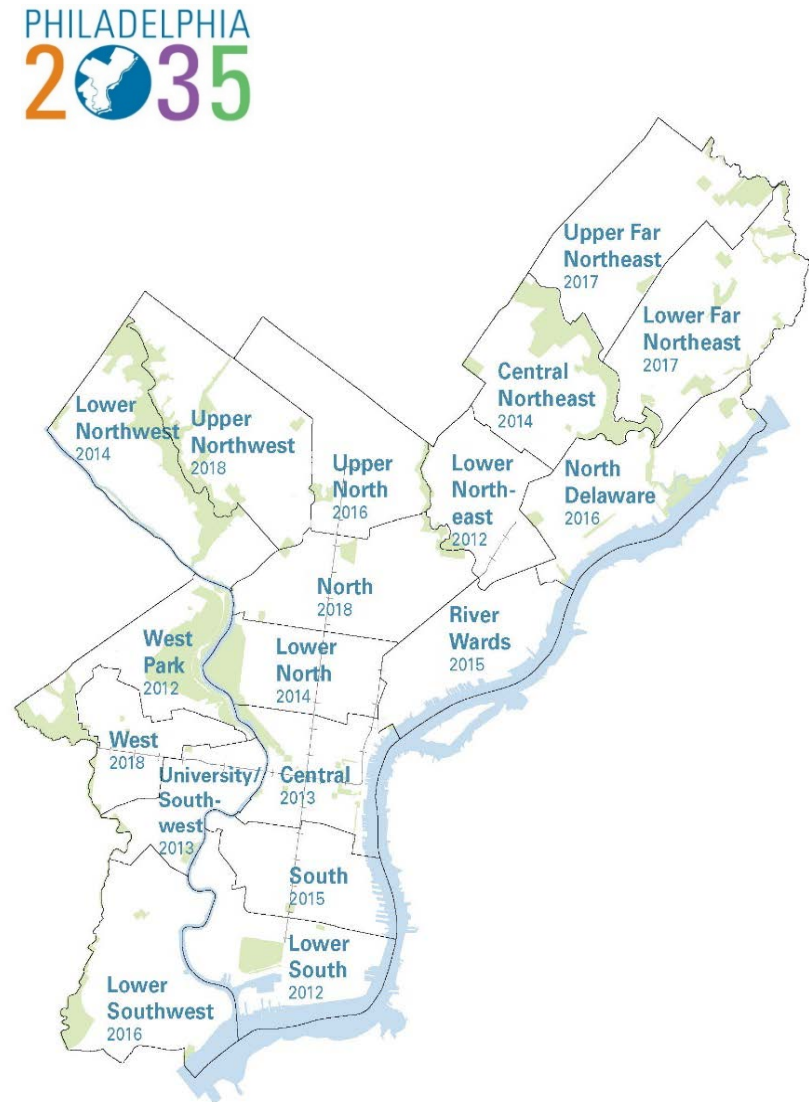 PHILADELPHIA
2035
Upper Far
Northeast
2017
Lower Far
Northeast
2017
Central
Northeast
2014
Lower
Northwest
2014
Upper
Northwest
2018
Upper
North
2016
Lower
North-
east
2012
North
Delaware
2016
North
2018
River
Wards
2015
West
Park
2012
Lower
North
2014
West
2018
University/
South-
west
2013
Central
2013
South
2015
Lower
South
2012
Lower
Southwest
2016